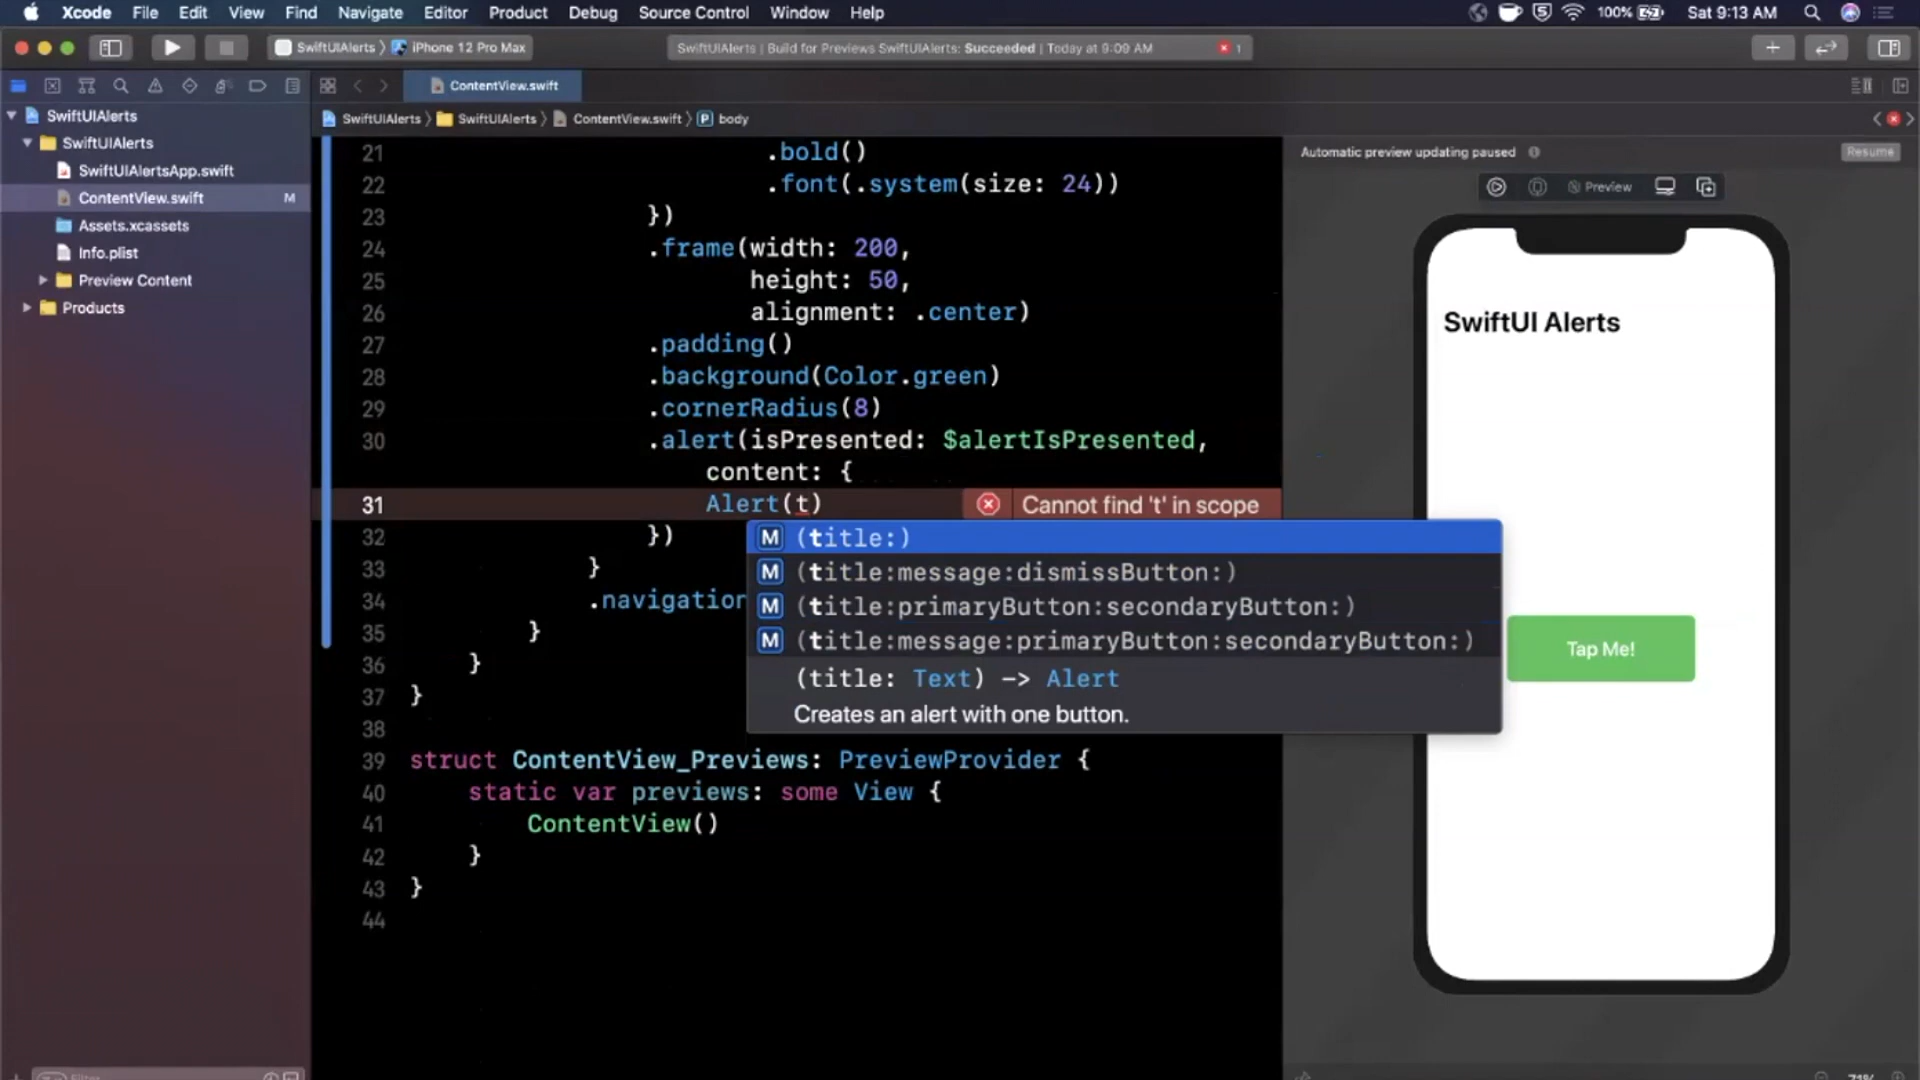 Xcode File Edit View Find Navigate Editor Product Debug Source Control Window Help 100% Sat 9:13 AM
SwiftUIAlerts 〉 iPhone 12 Pro Max SwiftUIAlerts | Build for Previews SwiftUIAlerts: Succeeded | Today at 9:09 AM 1
ContentView.swift
SwiftUIAlerts 〉 SwiftUIAlerts 〉 ContentView.swift 〉 P body
SwiftUIAlerts
SwiftUIAlerts
SwiftUIAlertsApp.swift
ContentView.swift M
Assets.xcassets
Info.plist
Preview Content
Products
21 .bold()
22 .font(.system(size: 24))
23 })
24 .frame(width: 200,
25 height: 50,
26 alignment: .center)
27 .padding()
28 .background(Color.green)
29 .cornerRadius(8)
30 .alert(isPresented: $alertIsPresented,
content: {
31 Alert(t) Cannot find 't' in scope
32 })
33 }
34 .navigation
35 }
36 }
37 }
38
39 struct ContentView_Previews: PreviewProvider {
40 static var previews: some View {
41 ContentView()
42 }
43 }
44
M (title:)
M (title:message:dismissButton:)
M (title:primaryButton:secondaryButton:)
M (title:message:primaryButton:secondaryButton:)
(title: Text) -> Alert
Creates an alert with one button.
Automatic preview updating paused Resume
Preview
SwiftUI Alerts
Tap Me!